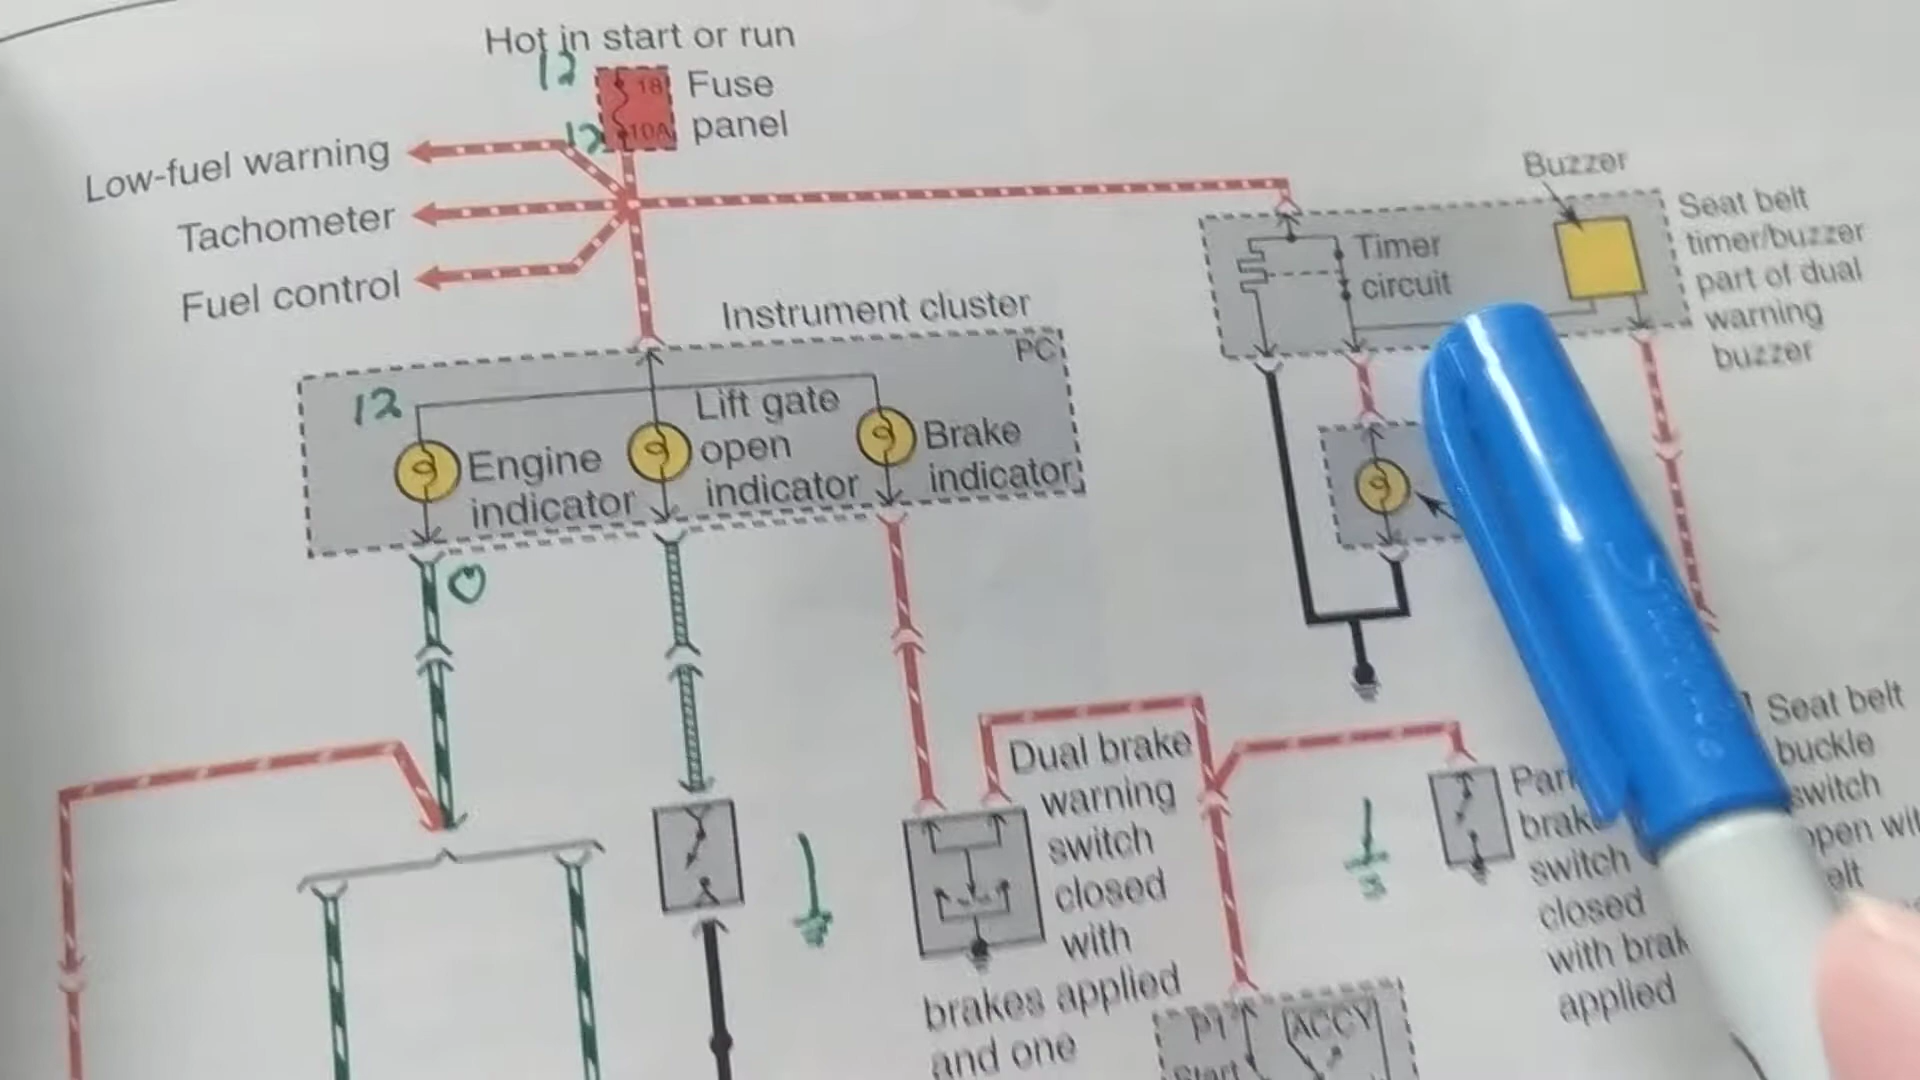 Hot in start or run
12
18
Fuse
12
10A
panel
Low-fuel warning
Tachometer
Fuel control
Buzzer
Seat belt
timer/buzzer
part of dual
warning
buzzer
Timer
circuit
Instrument cluster
PC
12
Engine
indicator
Lift gate
open
indicator
Brake
indicator
0
Dual brake
warning
switch
closed
with
brakes applied
and one
switch
closed
applied
Seat belt
buckle
switch
ACCY
Start